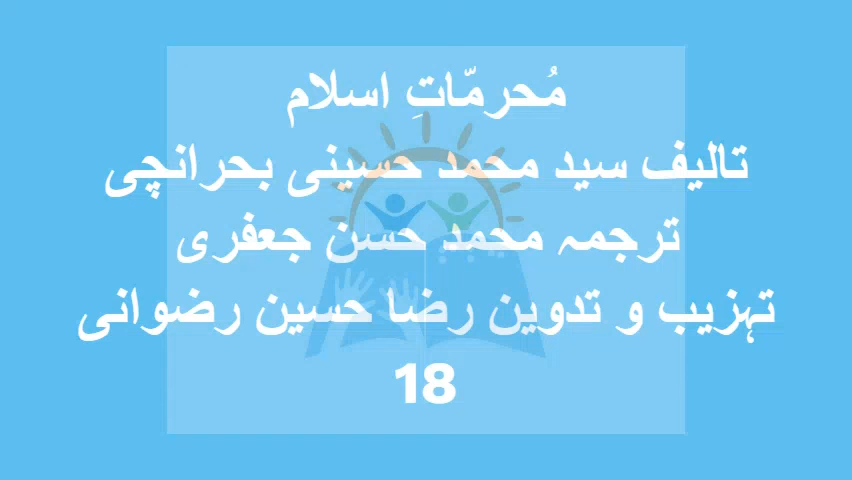 مُحرمّاتِ اسلام
تالیف سید محمد حسینی بحرانچی
ترجمہ محمد حسن جعفری
تہزیب و تدوین رضا حسین رضوانی
18